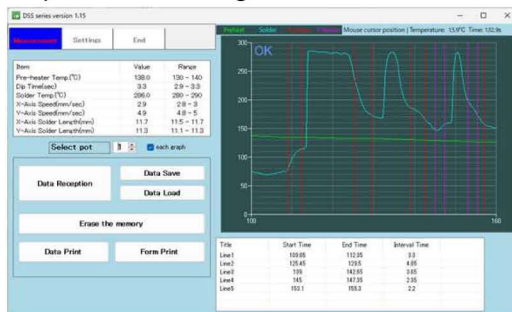 DSS series version 1.15
Measurement Settings End
Item Value Range
Pre-heater Temp.(℃) 138.0 130 - 140
Dip Time(sec) 3.3 2.9 - 3.3
Solder Temp.(℃) 286.0 280 - 290
X-Axis Speed(mm/sec) 2.9 2.8 - 3
Y-Axis Speed(mm/sec) 4.9 4.8 - 5
X-Axis Solder Length(mm) 11.7 11.5 - 11.7
Y-Axis Solder Length(mm) 11.3 11.1 - 11.3
Select pot 1 each graph
Data Reception
Data Save
Data Load
Erase the memory
Data Print Form Print
Preheat Solder Mouse cursor position | Temperature: 15.9℃ Time: 132.9s
OK
300
250
200
150
100
50
0
100 160
Title Start Time End Time Interval Time
Line1 109.05 112.05 3.0
Line2 125.45 129.5 4.05
Line3 139 142.65 3.65
Line4 145 147.35 2.35
Line5 153.1 155.3 2.2